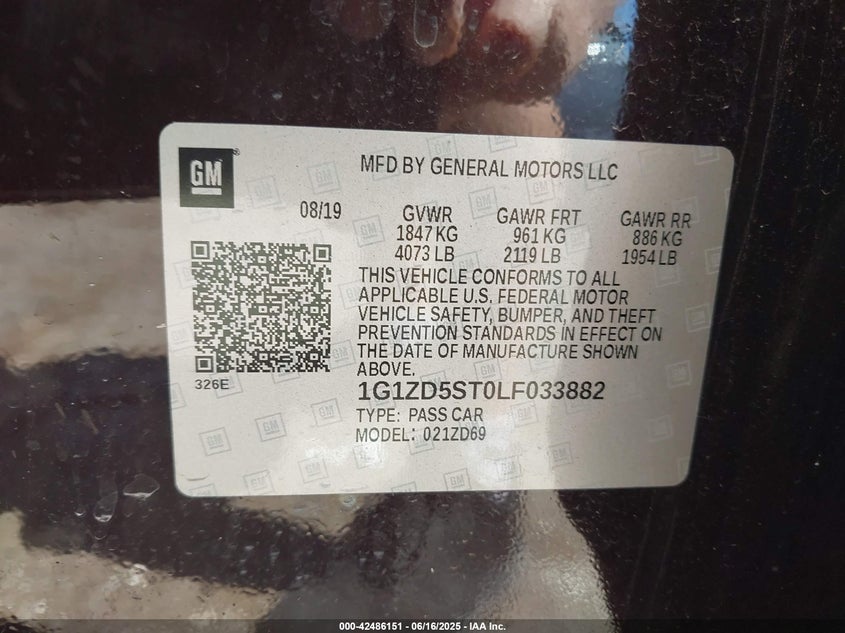 GM
MFD BY GENERAL MOTORS LLC
08/19
GVWR GAWR FRT GAWR RR
1847 KG 961 KG 886 KG
4073 LB 2119 LB 1954 LB
THIS VEHICLE CONFORMS TO ALL
APPLICABLE U.S. FEDERAL MOTOR
VEHICLE SAFETY, BUMPER, AND THEFT
PREVENTION STANDARDS IN EFFECT ON
THE DATE OF MANUFACTURE SHOWN
ABOVE.
326E
1G1ZD5ST0LF033882
TYPE: PASS CAR
MODEL: 021ZD69
000-42486151 - 06/16/2025 - IAA Inc.